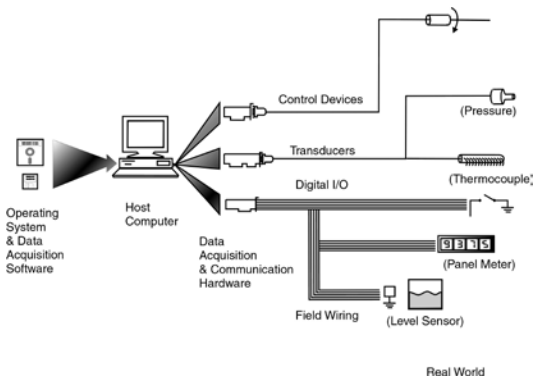 Control Devices
(Pressure)
Transducers
(Thermocouple)
Digital I/O
Operating
System
& Data
Acquisition
Software
Host
Computer
Data
Acquisition
& Communication
Hardware
9375
(Panel Meter)
Field Wiring
(Level Sensor)
Real World